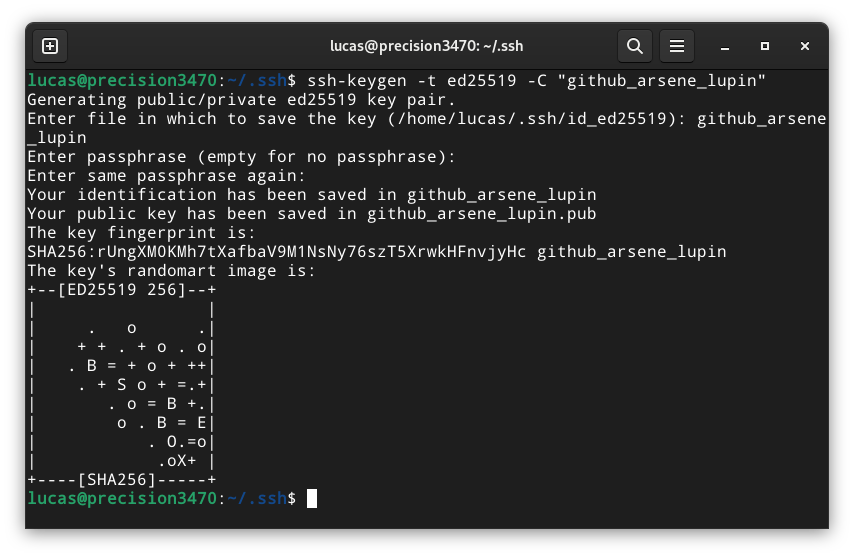 lucas@precision3470: ~/.ssh
lucas@precision3470:~/.ssh$ ssh-keygen -t ed25519 -C "github_arsene_lupin"
Generating public/private ed25519 key pair.
Enter file in which to save the key (/home/lucas/.ssh/id_ed25519): github_arsene
_lupin
Enter passphrase (empty for no passphrase):
Enter same passphrase again:
Your identification has been saved in github_arsene_lupin
Your public key has been saved in github_arsene_lupin.pub
The key fingerprint is:
SHA256:rUngXM0KMh7tXafbaV9M1NsNy76szT5XrwkHFnvjyHc github_arsene_lupin
The key's randomart image is:
+--[ED25519 256]--+
|                 |
|     .   o      .|
|    + + . + o . o|
|   . B = + o + ++|
|    . + S o + =.+|
|       . o = B +.|
|        o . B = E|
|           . O.=o|
|            .oX+ |
+----[SHA256]-----+
lucas@precision3470:~/.ssh$